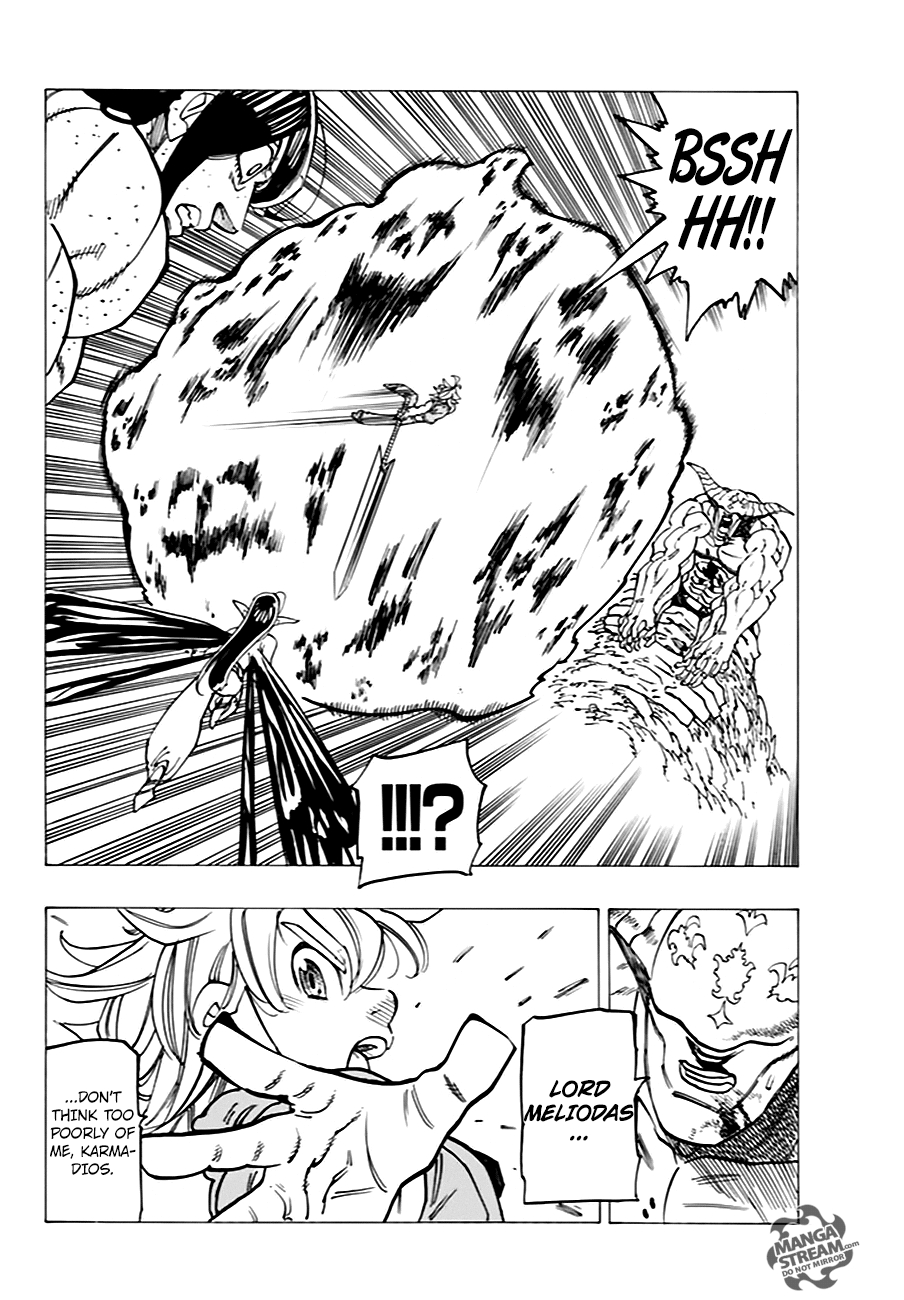 BSSH
HH!!
!!!?
LORD
MELIODAS
...
...DON'T
THINK TOO
POORLY OF
ME, KARMA-
DIOS.
MANGA
STREAM.com
DO NOT MIRROR